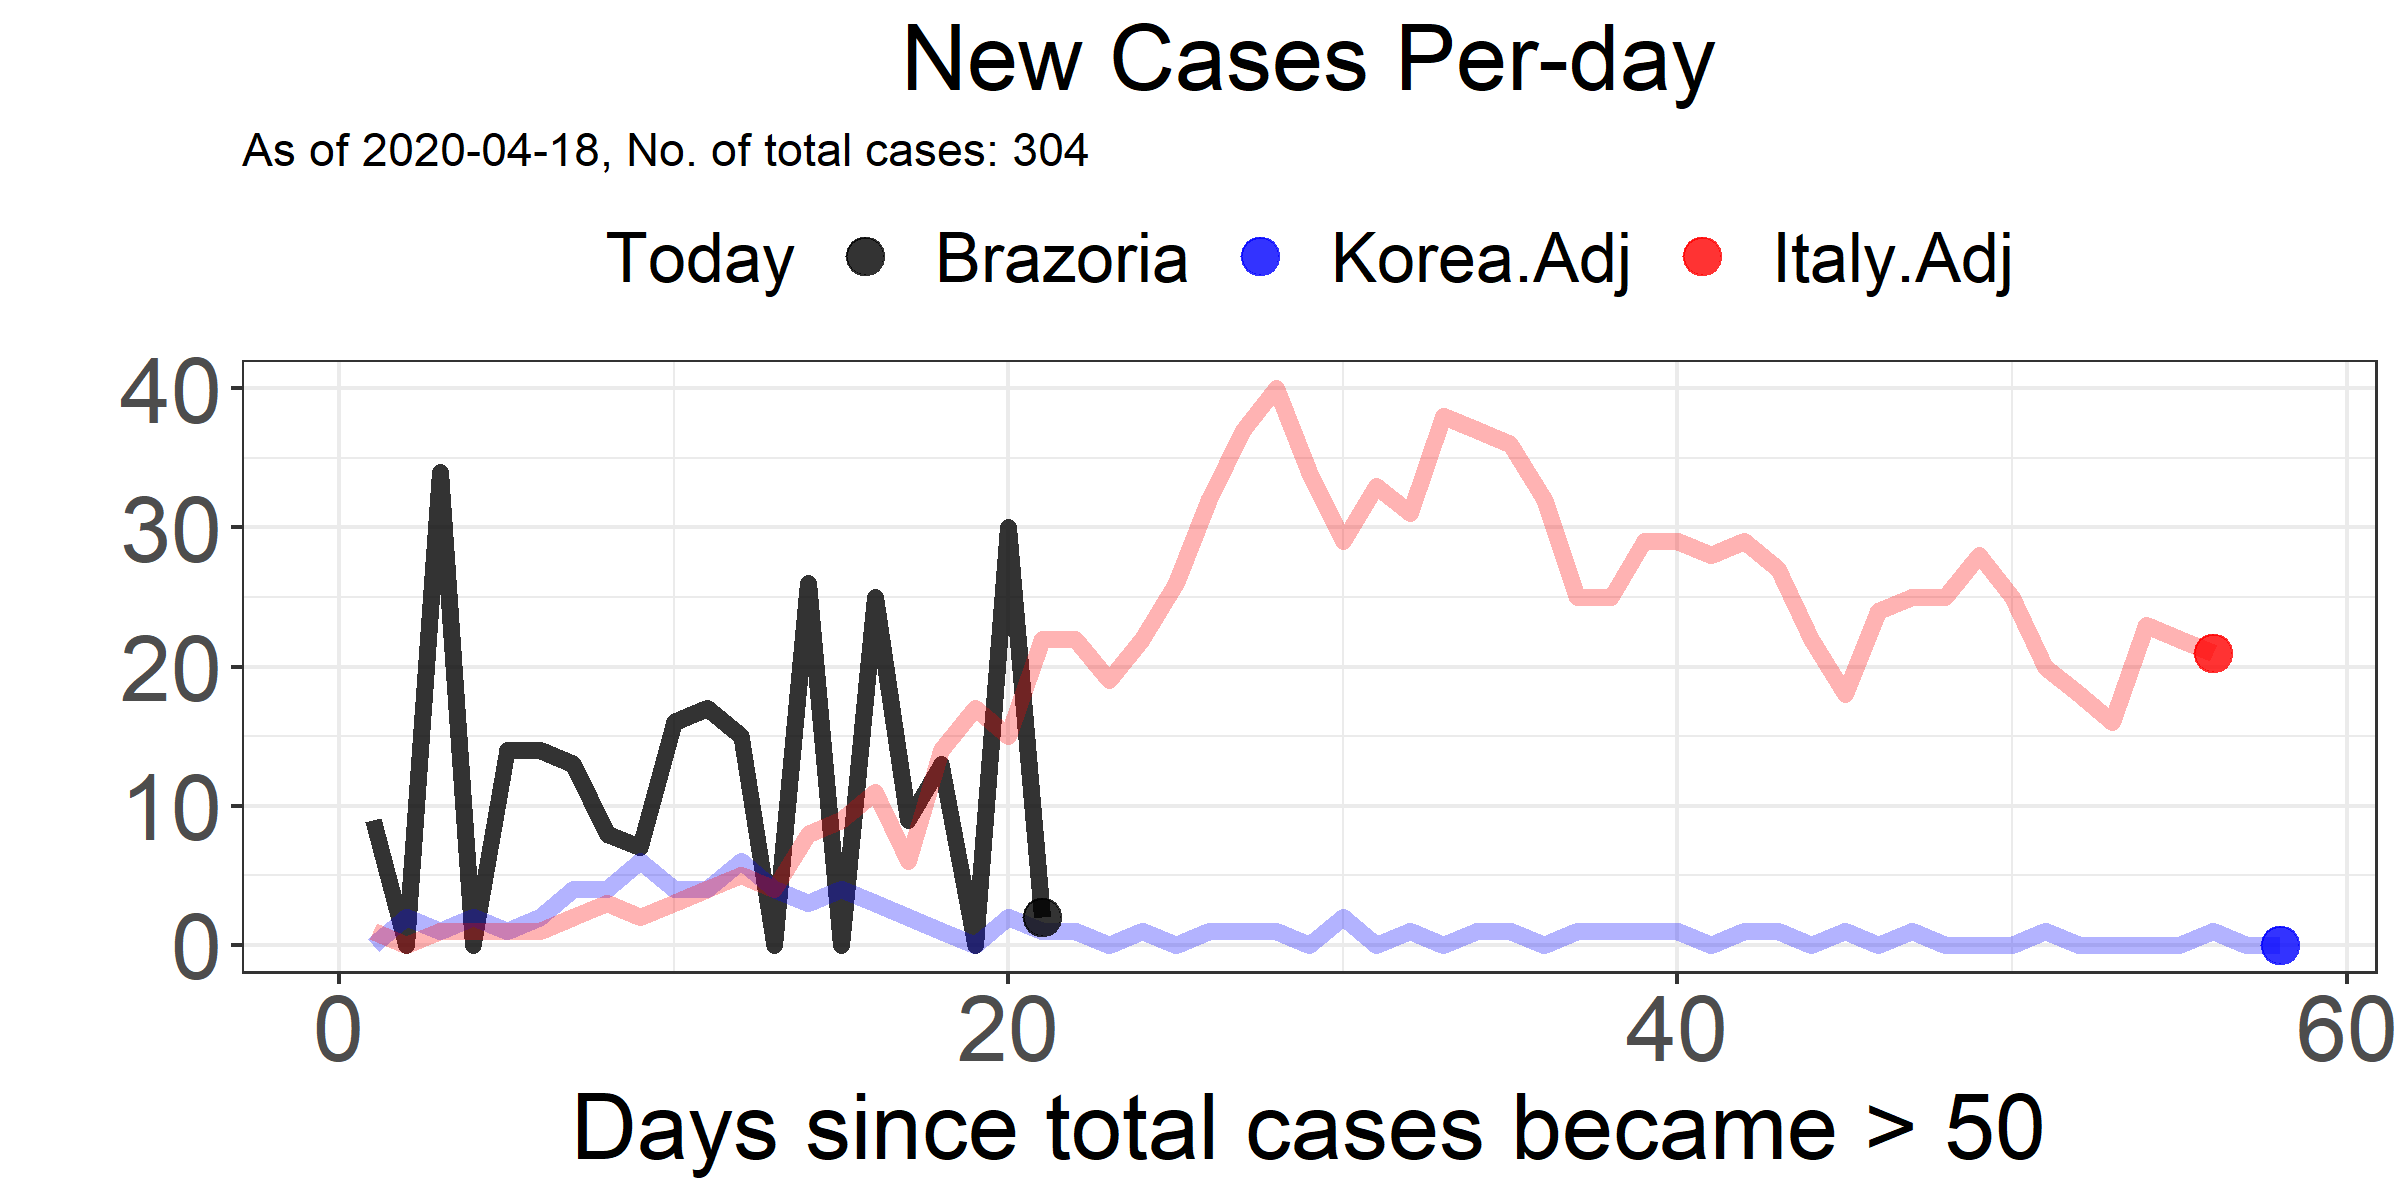 New Cases Per-day
As of 2020-04-18, No. of total cases: 304
Today Brazoria Korea.Adj Italy.Adj
40
30
20
10
0
0 20 40 60
Days since total cases became > 50